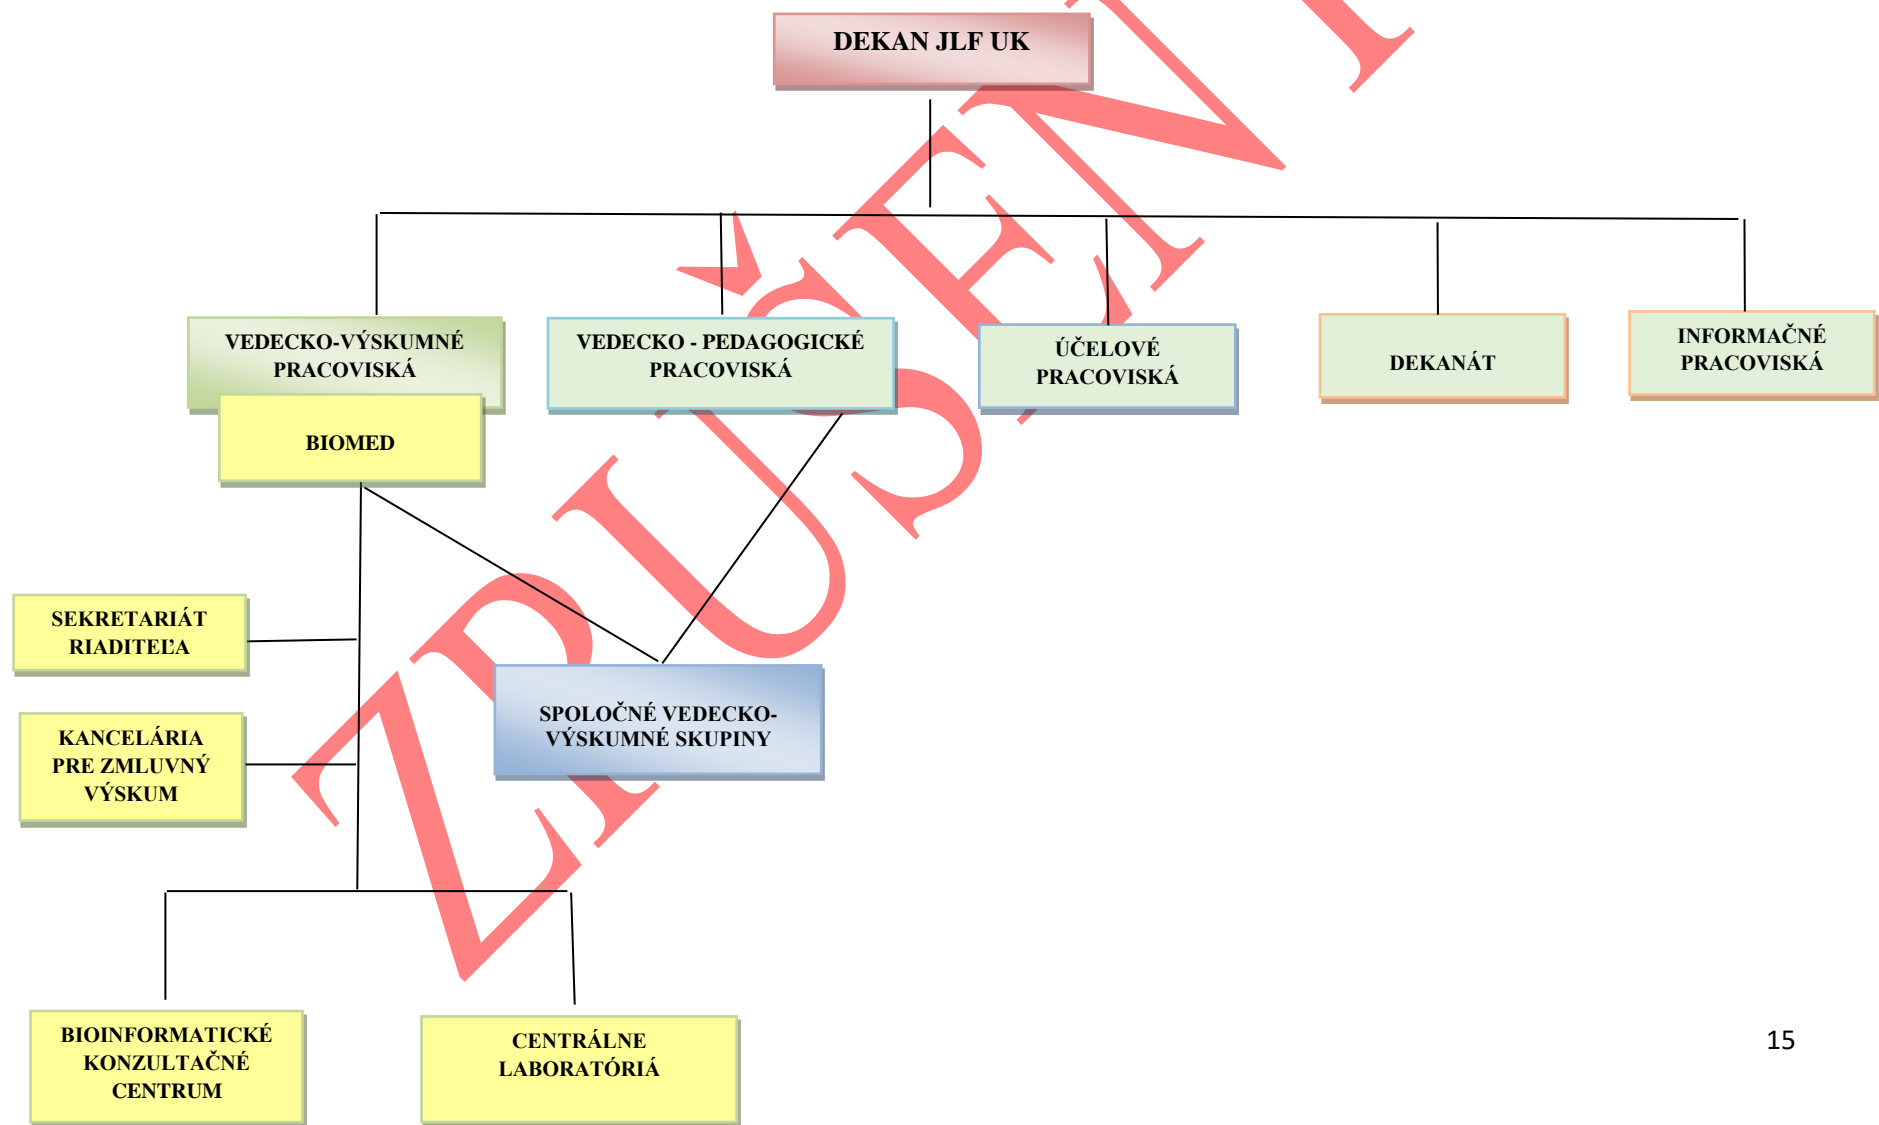 DEKAN JLF UK
VEDECKO-VÝSKUMNÉ
PRACOVISKÁ
VEDECKO - PEDAGOGICKÉ
PRACOVISKÁ
ÚČELOVÉ
PRACOVISKÁ
DEKANÁT
INFORMAČNÉ
PRACOVISKÁ
BIOMED
SEKRETARIÁT
RIADITEĽA
SPOLOČNÉ VEDECKO-
VÝSKUMNÉ SKUPINY
KANCELÁRIA
PRE ZMLUVNÝ
VÝSKUM
BIOINFORMATICKÉ
KONZULTAČNÉ
CENTRUM
CENTRÁLNE
LABORATÓRIÁ
15